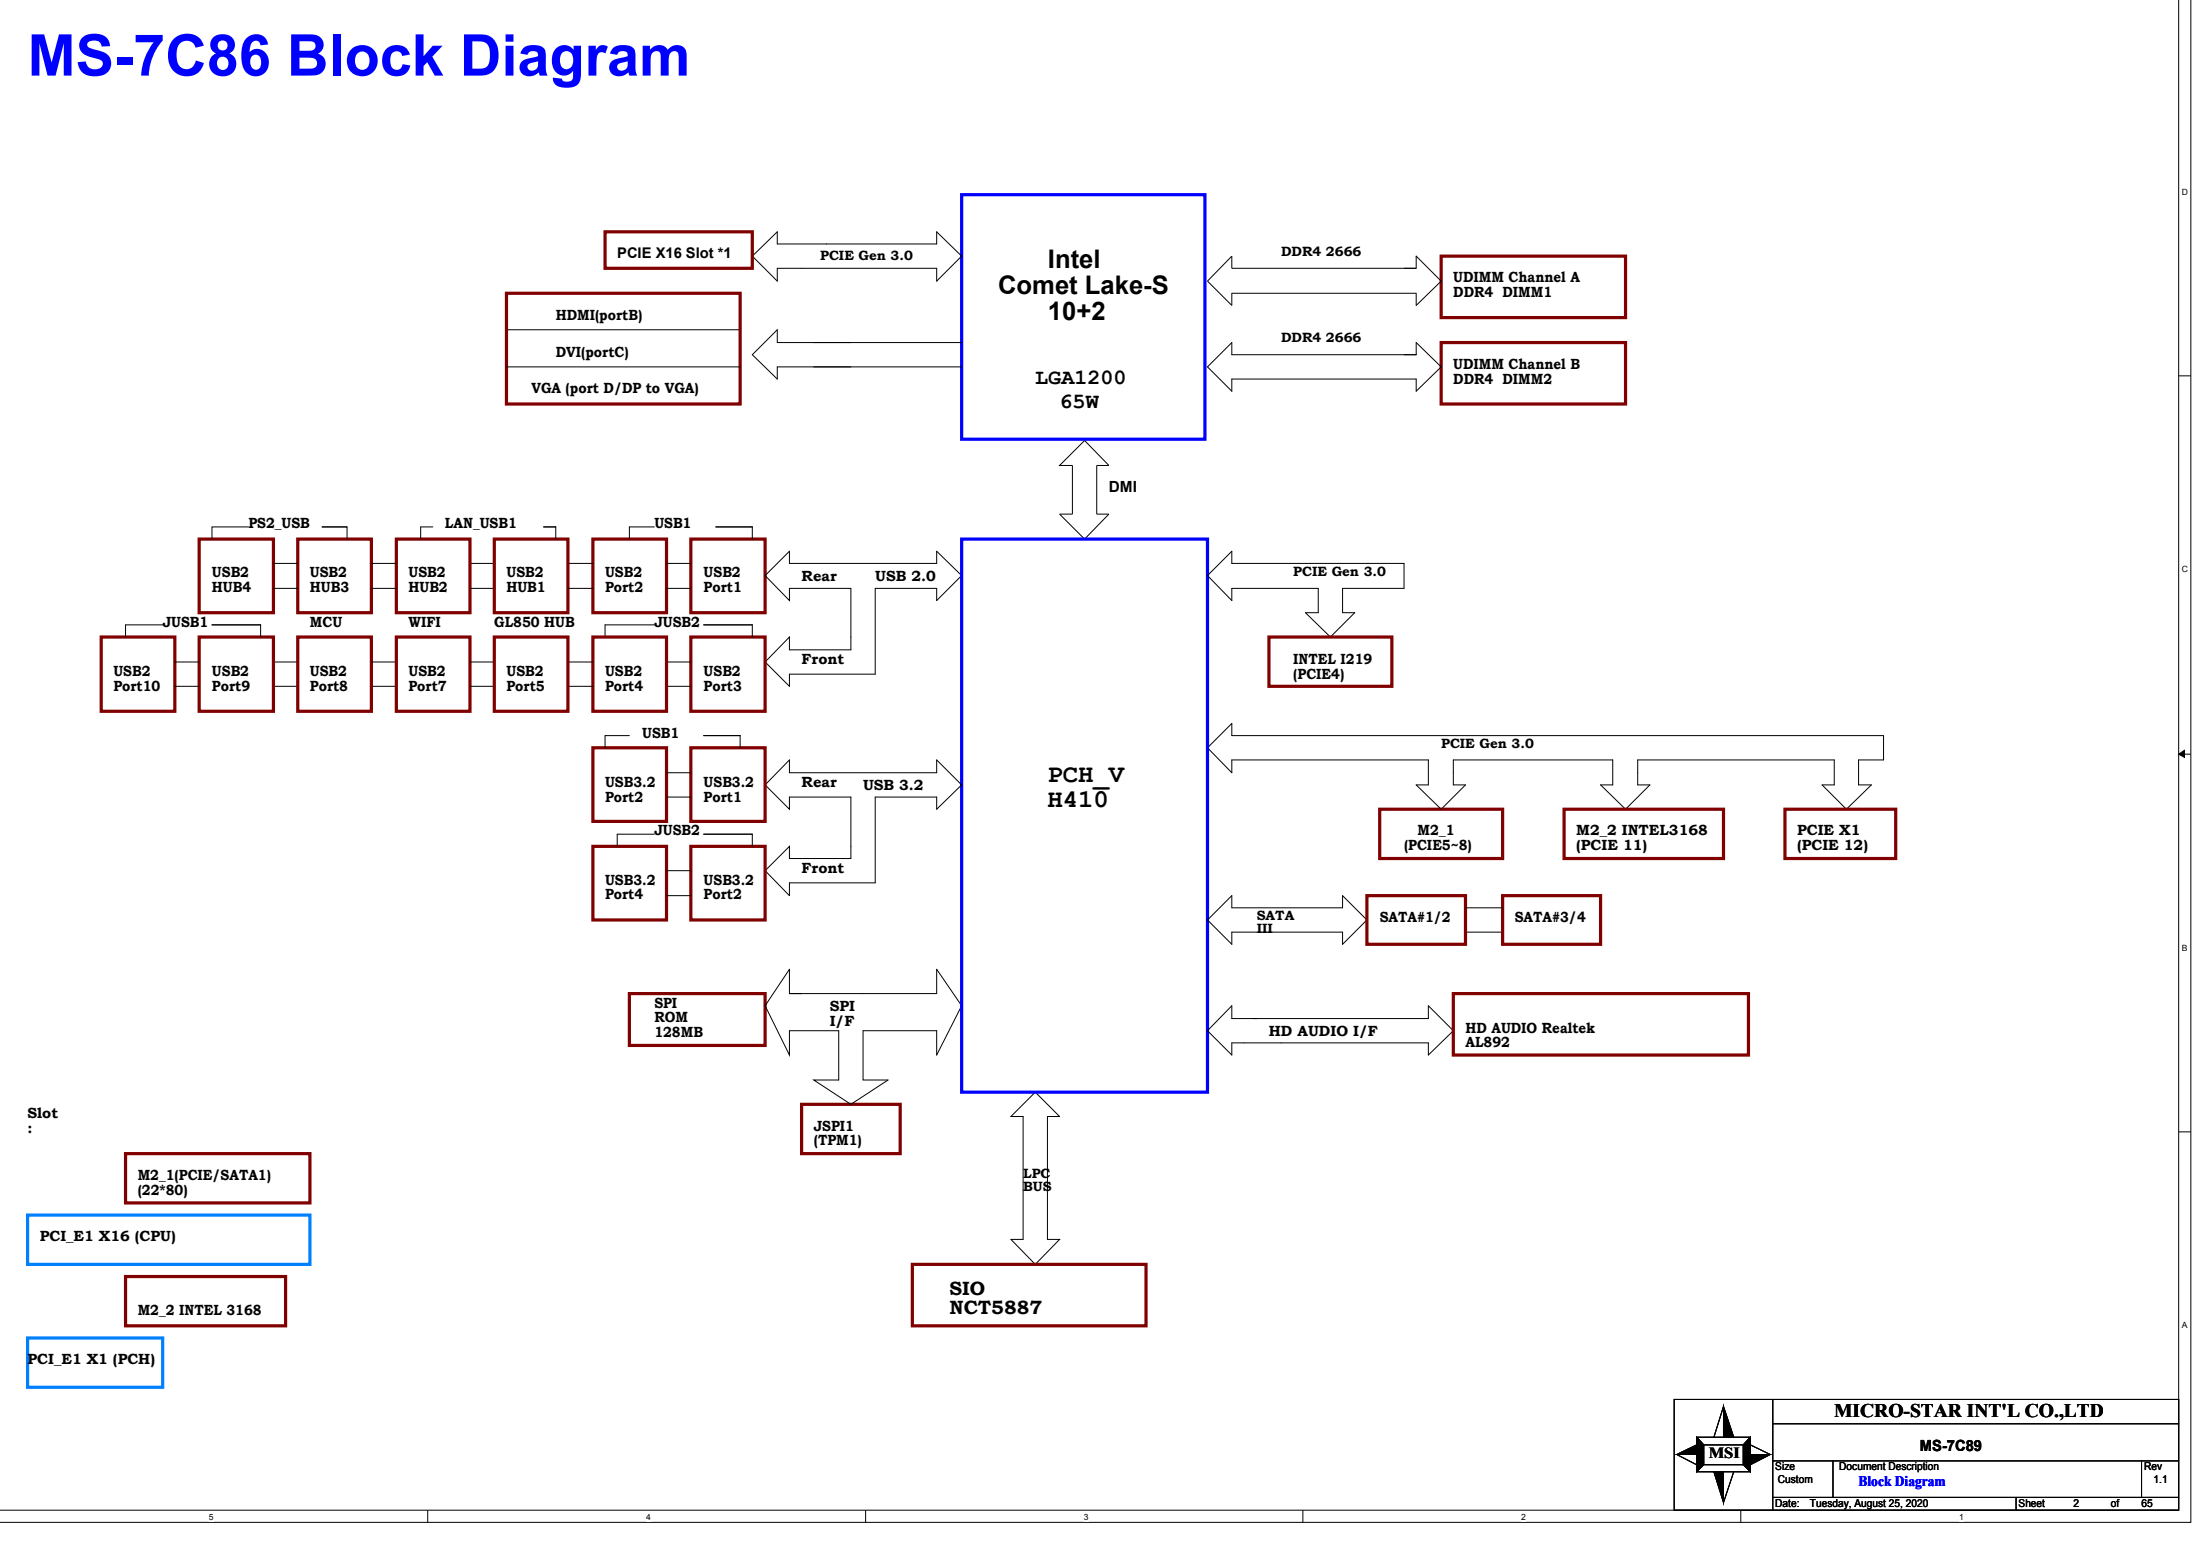 MS-7C86 Block Diagram
D
Intel
Comet Lake-S
10+2
LGA1200
65W
PCIE X16 Slot *1
PCIE Gen 3.0
HDMI(portB)
DVI(portC)
VGA (port D/DP to VGA)
DDR4 2666
UDIMM Channel A
DDR4 DIMM1
DDR4 2666
UDIMM Channel B
DDR4 DIMM2
DMI
PS2_USB
LAN_USB1
USB1
USB2
HUB4
USB2
HUB3
USB2
HUB2
USB2
HUB1
USB2
Port2
USB2
Port1
Rear
USB 2.0
JUSB1
MCU
WIFI
GL850 HUB
JUSB2
USB2
Port10
USB2
Port9
USB2
Port8
USB2
Port7
USB2
Port5
USB2
Port4
USB2
Port3
Front
PCIE Gen 3.0
C
INTEL I219
(PCIE4)
USB1
USB3.2
Port2
USB3.2
Port1
Rear
USB 3.2
JUSB2
USB3.2
Port4
USB3.2
Port2
Front
PCH_V
H410
PCIE Gen 3.0
M2_1
(PCIE5~8)
M2_2 INTEL3168
(PCIE 11)
PCIE X1
(PCIE 12)
SATA
III
SATA#1/2
SATA#3/4
B
SPI
ROM
128MB
SPI
I/F
HD AUDIO I/F
HD AUDIO Realtek
AL892
JSPI1
(TPM1)
LPC
BUS
SIO
NCT5887
Slot
:
M2_1(PCIE/SATA1)
(22*80)
PCI_E1 X16 (CPU)
M2_2 INTEL 3168
PCI_E1 X1 (PCH)
A
MSI
MICRO-STAR INT'L CO.,LTD
MS-7C89
Size
Custom
Document Description
Block Diagram
Rev
1.1
Date: Tuesday, August 25, 2020
Sheet 2 of 65
5 4 3 2 1